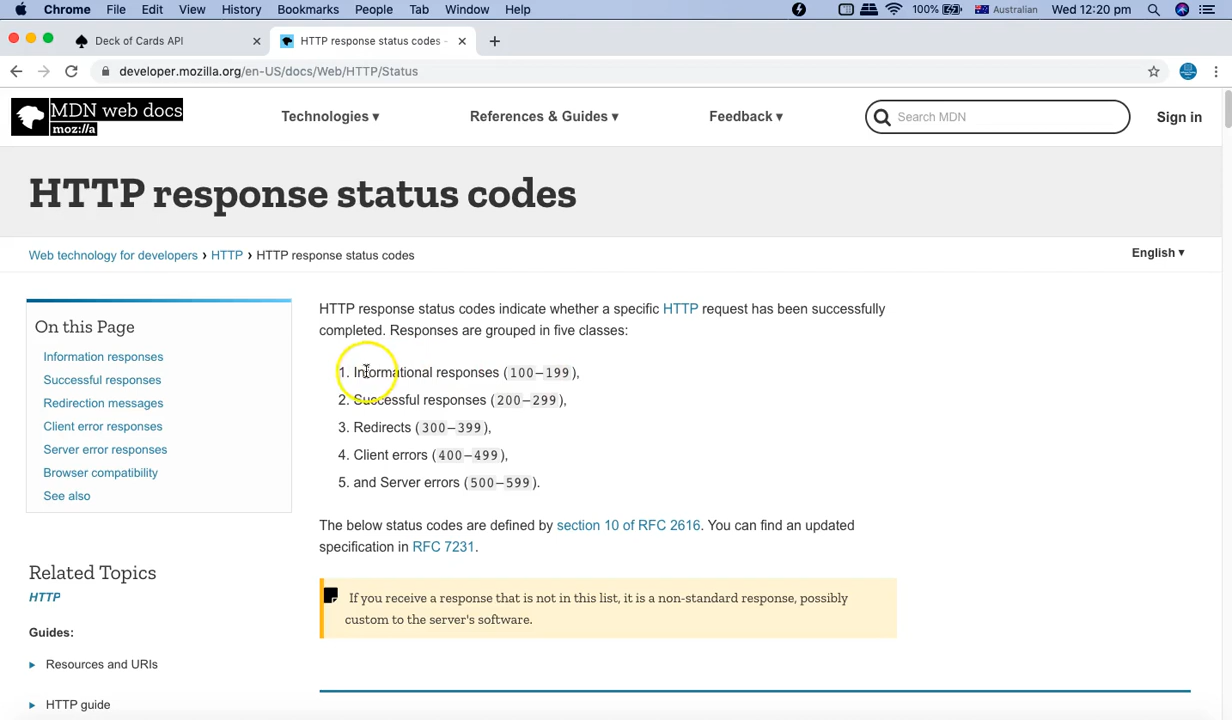 Chrome File Edit View History Bookmarks People Tab Window Help 100% Australian Wed 12:20 pm
Deck of Cards API HTTP response status codes -
developer.mozilla.org/en-US/docs/Web/HTTP/Status
MDN web docs
moz://a
Technologies ▾ References & Guides ▾ Feedback ▾ Search MDN Sign in
HTTP response status codes
Web technology for developers › HTTP › HTTP response status codes English ▾
On this Page
Information responses
Successful responses
Redirection messages
Client error responses
Server error responses
Browser compatibility
See also
Related Topics
HTTP
Guides:
Resources and URIs
HTTP guide
HTTP response status codes indicate whether a specific HTTP request has been successfully
completed. Responses are grouped in five classes:
1. Informational responses (100–199),
2. Successful responses (200–299),
3. Redirects (300–399),
4. Client errors (400–499),
5. and Server errors (500–599).
The below status codes are defined by section 10 of RFC 2616. You can find an updated
specification in RFC 7231.
If you receive a response that is not in this list, it is a non-standard response, possibly
custom to the server's software.